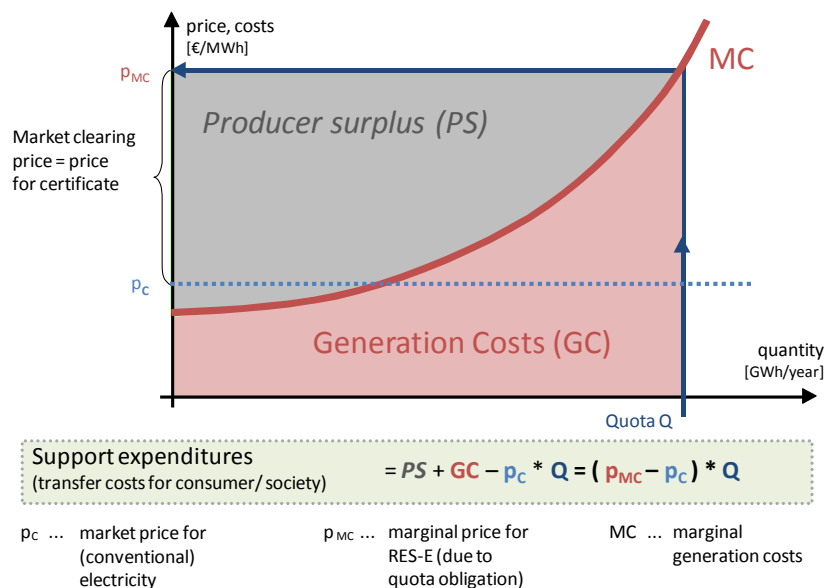 price, costs
[€/MWh]
MC
pMC
Producer surplus (PS)
Market clearing
price = price
for certificate
pC
Generation Costs (GC)
quantity
[GWh/year]
Quota Q
Support expenditures
(transfer costs for consumer/ society)
= PS + GC – pC * Q = ( pMC – pC ) * Q
pC ... market price for
(conventional)
electricity
pMC ... marginal price for
RES-E (due to
quota obligation)
MC ... marginal
generation costs